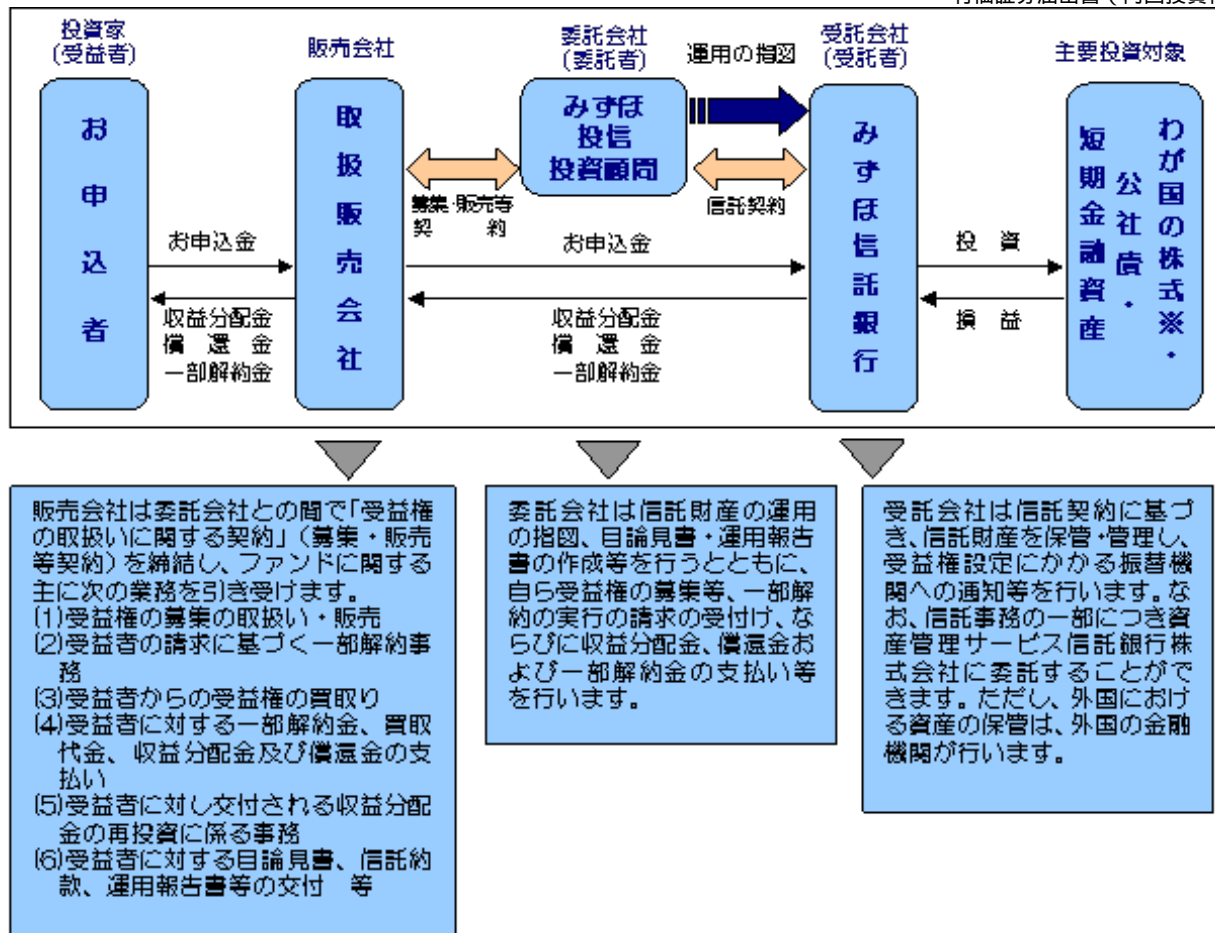 投資家
(受益者)
販売会社
委託会社
(委託者)
運用の指図
受託会社
(受託者)
主要投資対象
お申込者
取扱販売会社
みずほ
投信
投資顧問
みずほ信託銀行
わが国の株式※・
公社債・
短期金融資産
募集・販売等
契　約
信託契約
お申込金
お申込金
投　資
収益分配金
償　還　金
一部解約金
収益分配金
償　還　金
一部解約金
損　益
販売会社は委託会社との間で「受益権
の取扱いに関する契約」（募集・販売
等契約）を締結し、ファンドに関する
主に次の業務を引き受けます。
(1)受益権の募集の取扱い・販売
(2)受益者の請求に基づく一部解約事
務
(3)受益者からの受益権の買取り
(4)受益者に対する一部解約金、買取
代金、収益分配金及び償還金の支
払い
(5)受益者に対し交付される収益分配
金の再投資に係る事務
(6)受益者に対する目論見書、信託約
款、運用報告書等の交付　等
委託会社は信託財産の運用
の指図、目論見書・運用報告
書の作成等を行うとともに、
自ら受益権の募集等、一部解
約の実行の請求の受付け、な
らびに収益分配金、償還金お
よび一部解約金の支払い等
を行います。
受託会社は信託契約に基づ
き、信託財産を保管・管理し、
受益権設定にかかる振替機
関への通知等を行います。な
お、信託事務の一部につき資
産管理サービス信託銀行株
式会社に委託することがで
きます。ただし、外国におけ
る資産の保管は、外国の金融
機関が行います。